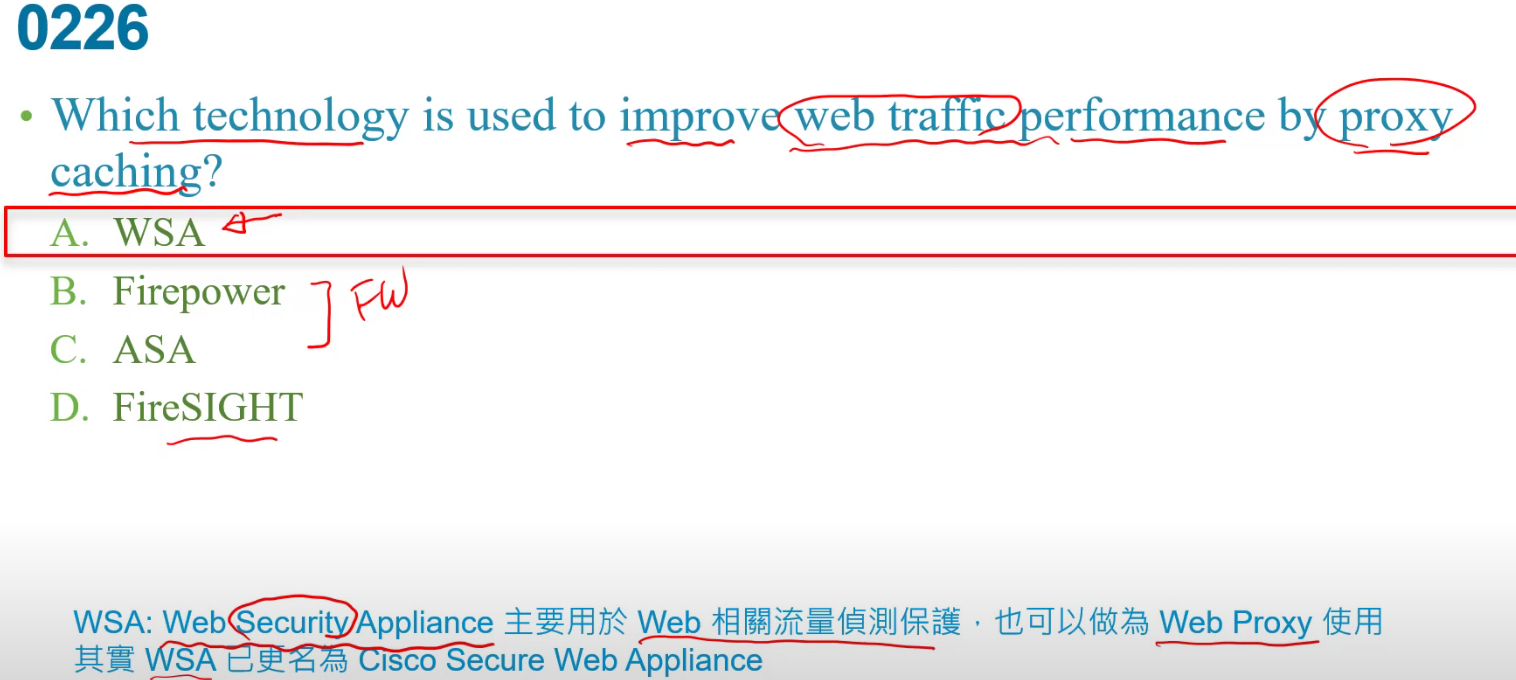 0226
• Which technology is used to improve web traffic performance by proxy
caching?
A. WSA
B. Firepower
FW
C. ASA
D. FireSIGHT
WSA: Web Security Appliance 主要用於 Web 相關流量偵測保護，也可以做為 Web Proxy 使用
其實 WSA 已更名為 Cisco Secure Web Appliance